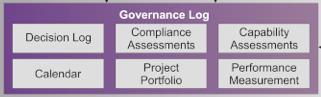 Governance Log
Decision Log
Compliance
Assessments
Capability
Assessments
Calendar
Project
Portfolio
Performance
Measurement